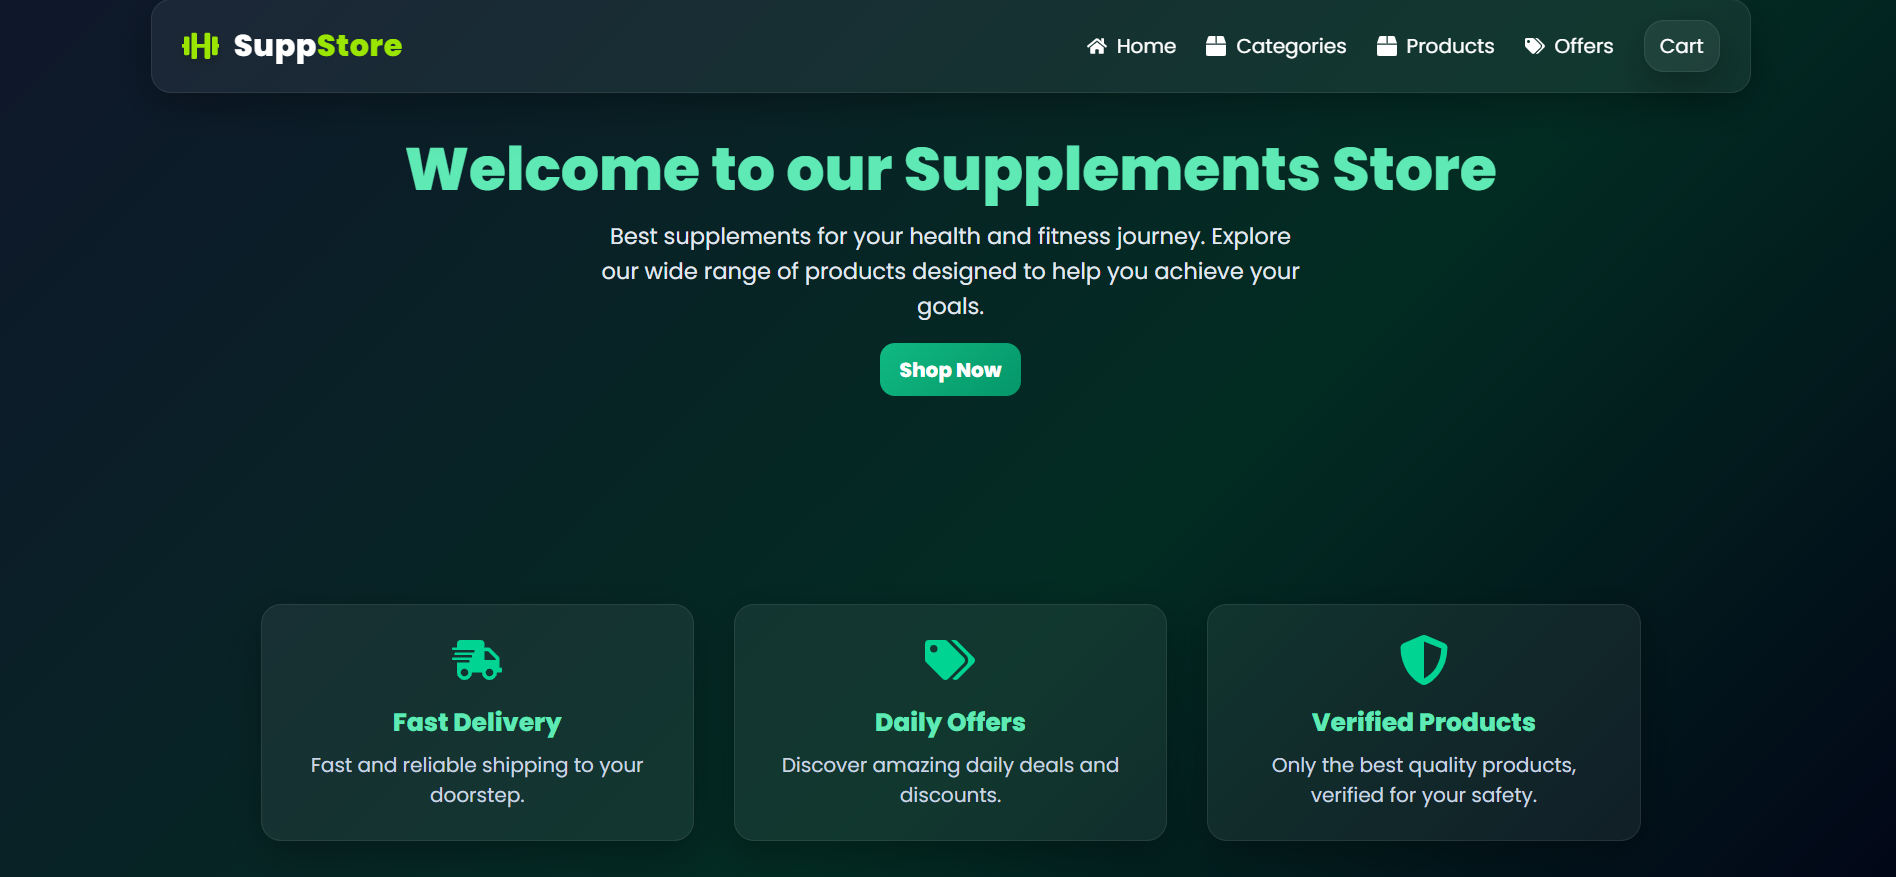 SuppStore
Home
Categories
Products
Offers
Cart
Welcome to our Supplements Store
Best supplements for your health and fitness journey. Explore
our wide range of products designed to help you achieve your
goals.
Shop Now
Fast Delivery
Fast and reliable shipping to your
doorstep.
Daily Offers
Discover amazing daily deals and
discounts.
Verified Products
Only the best quality products,
verified for your safety.